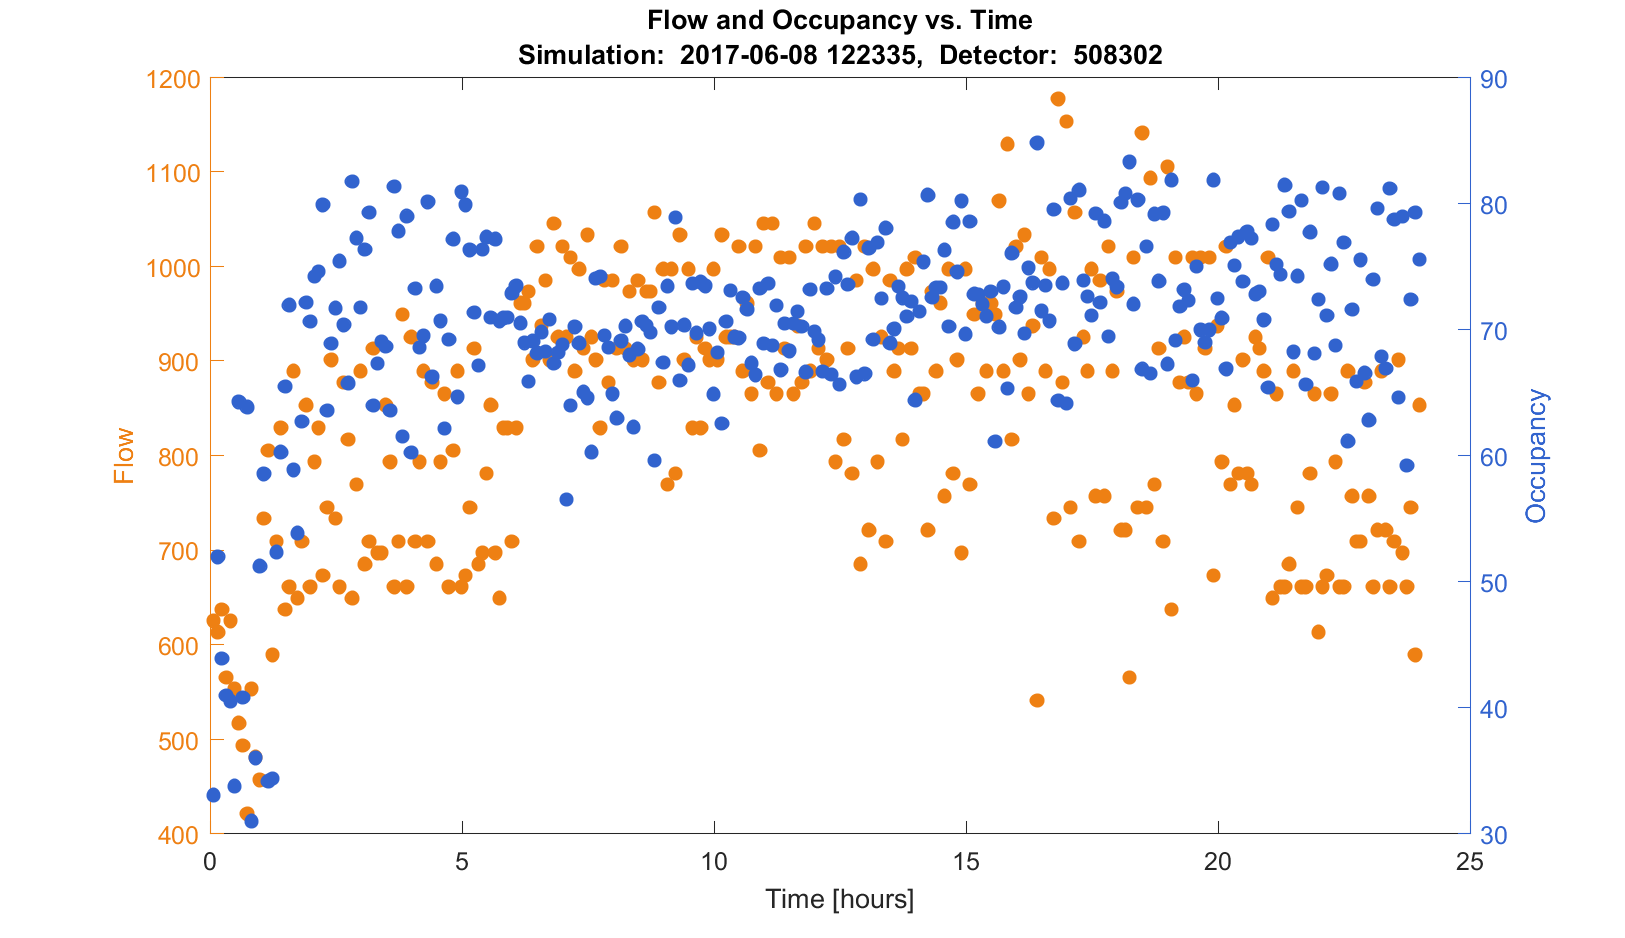 Flow and Occupancy vs. Time
Simulation:  2017-06-08 122335,  Detector:  508302
1200
1100
1000
900
800
700
600
500
400
Flow
90
80
70
60
50
40
30
Occupancy
0 5 10 15 20 25
Time [hours]